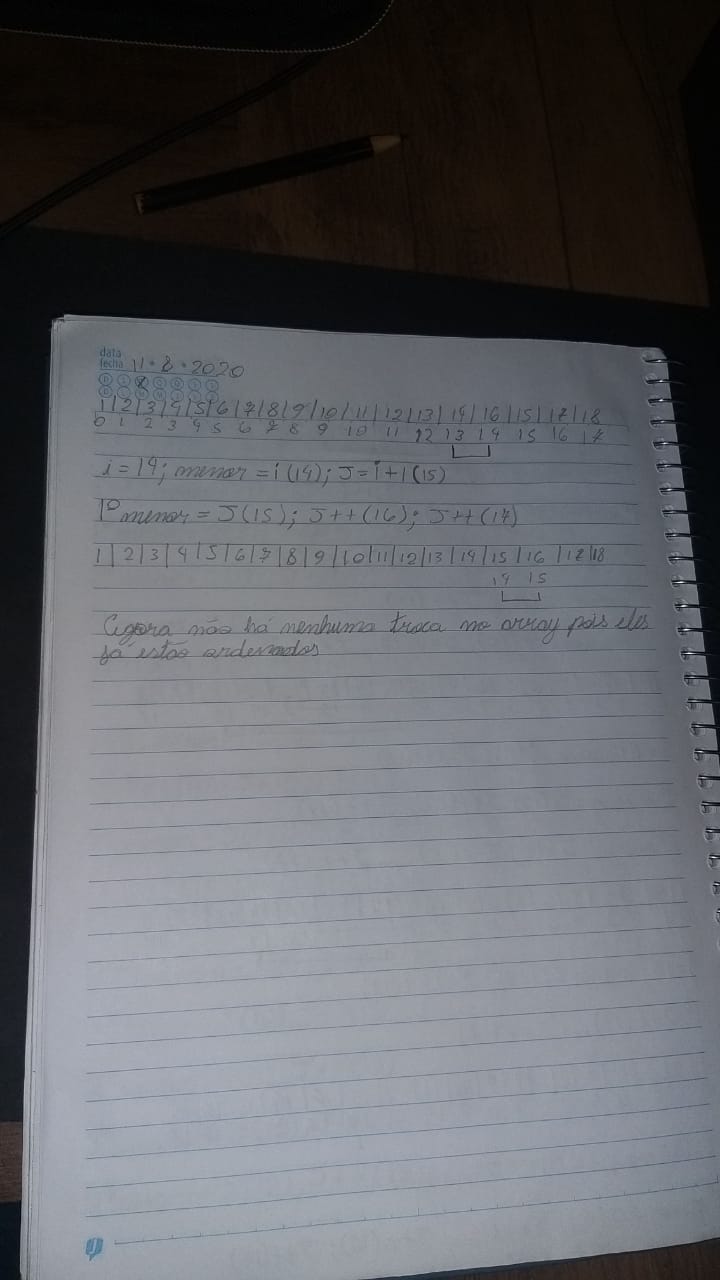 data
fecha 11 · 8 · 2020
1|2|3|4|5|6|7|8|9|10|11|12|13|14|16|15|17|18
0 1 2 3 4 5 6 7 8 9 10 11 12 13 14 15 16 17
i=14; menor = i(14); J=i+1(15)
1º menor = J(15); J++(16); J++(17)
1|2|3|4|5|6|7|8|9|10|11|12|13|14|15|16|17|18
14 15
Agora não há nenhuma troca no array pois eles
já estão ordenados